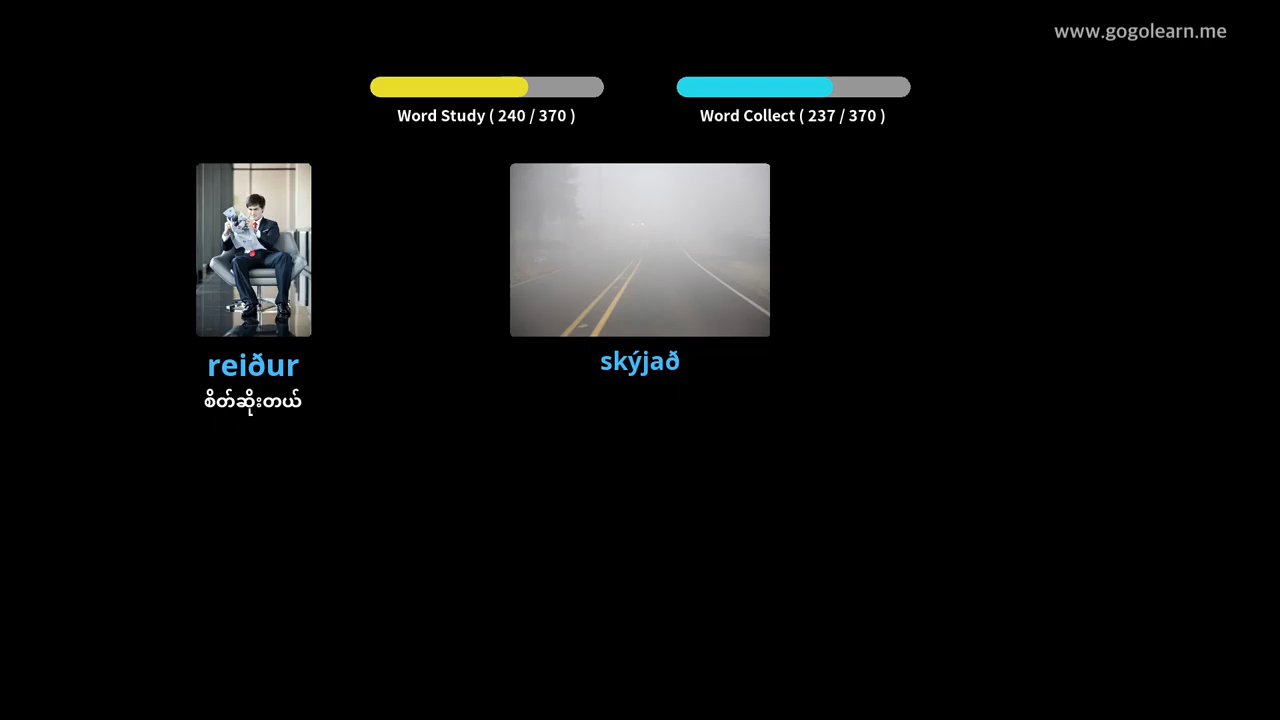 www.gogolearn.me
Word Study ( 240 / 370 )
Word Collect ( 237 / 370 )
reiður
စိတ်ဆိုးတယ်
skýjað